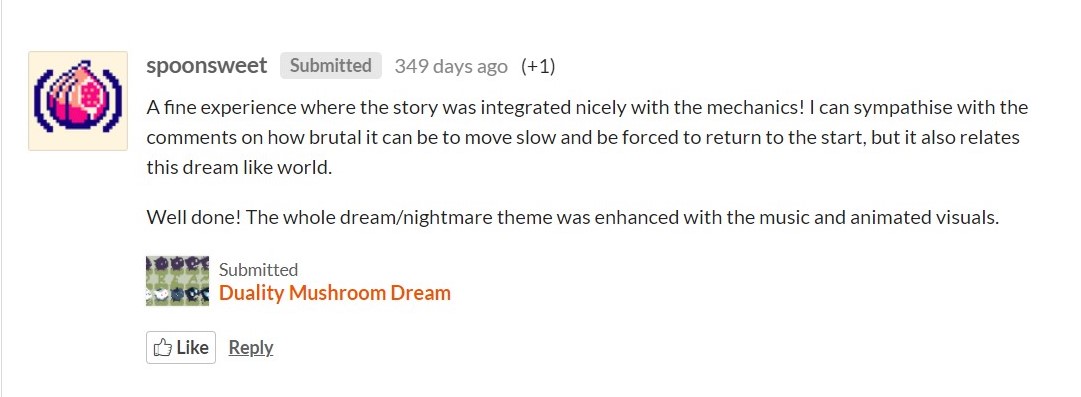 spoonsweet Submitted 349 days ago (+1)
A fine experience where the story was integrated nicely with the mechanics! I can sympathise with the
comments on how brutal it can be to move slow and be forced to return to the start, but it also relates
this dream like world.
Well done! The whole dream/nightmare theme was enhanced with the music and animated visuals.
Submitted
Duality Mushroom Dream
Like Reply